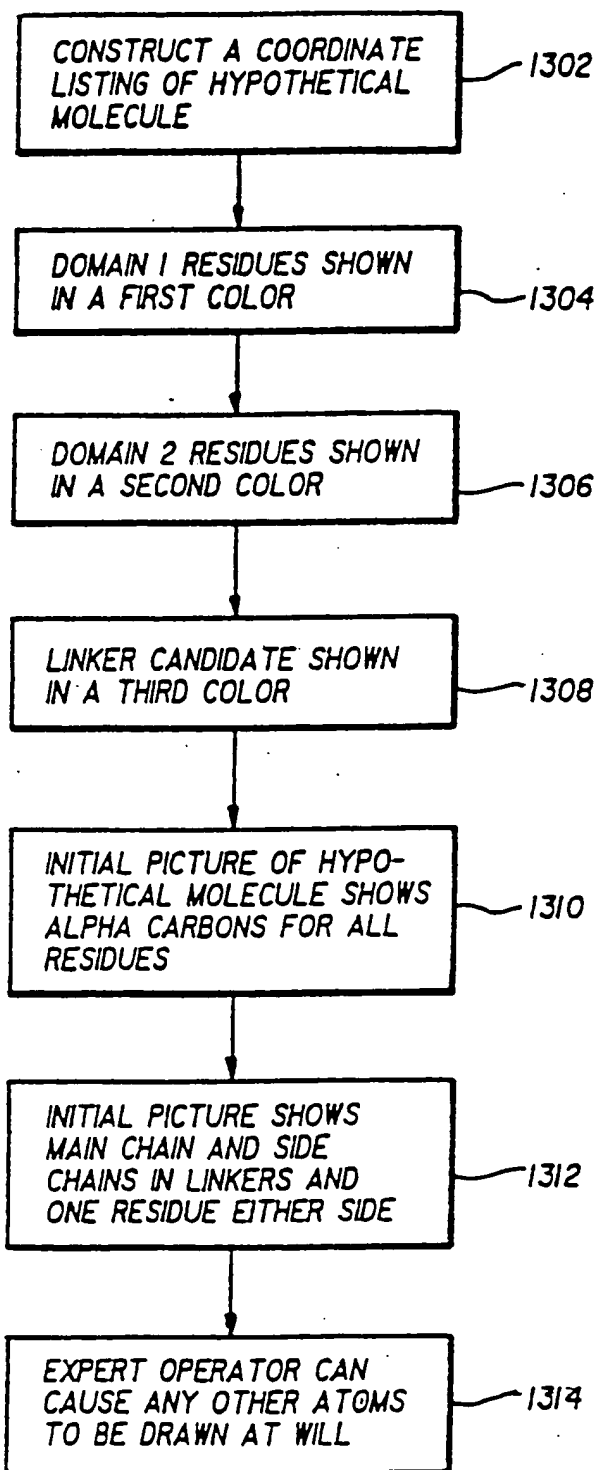 CONSTRUCT A COORDINATE
LISTING OF HYPOTHETICAL
MOLECULE
1302
DOMAIN 1 RESIDUES SHOWN
IN A FIRST COLOR
1304
DOMAIN 2 RESIDUES SHOWN
IN A SECOND COLOR
1306
LINKER CANDIDATE SHOWN
IN A THIRD COLOR
1308
INITIAL PICTURE OF HYPO-
THETICAL MOLECULE SHOWS
ALPHA CARBONS FOR ALL
RESIDUES
1310
INITIAL PICTURE SHOWS
MAIN CHAIN AND SIDE
CHAINS IN LINKERS AND
ONE RESIDUE EITHER SIDE
1312
EXPERT OPERATOR CAN
CAUSE ANY OTHER ATOMS
TO BE DRAWN AT WILL
1314